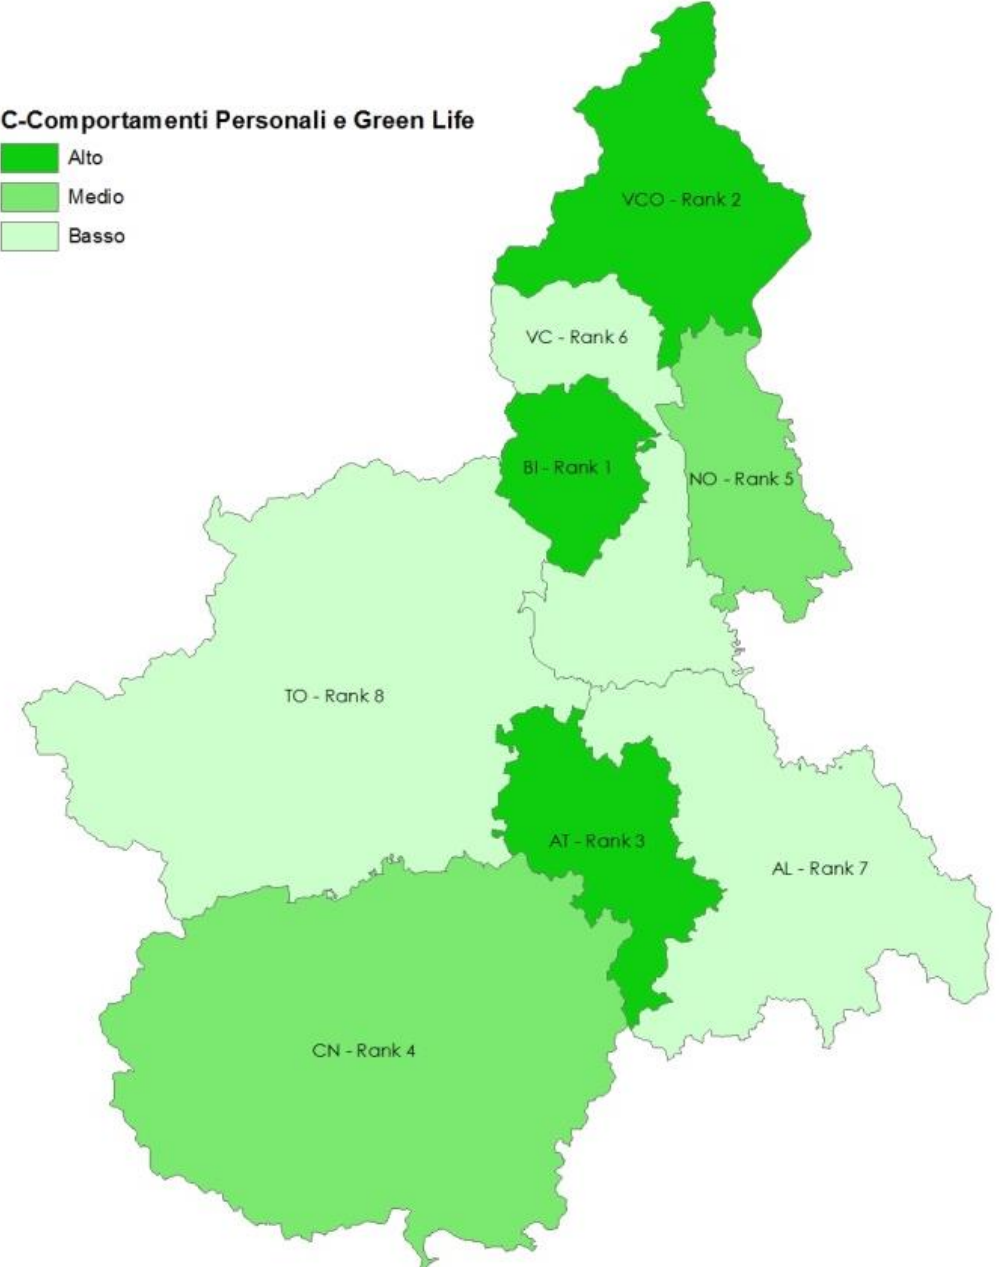 C-Comportamenti Personali e Green Life
Alto
Medio
Basso
VCO - Rank 2
VC - Rank 6
BI - Rank 1
NO - Rank 5
TO - Rank 8
AT - Rank 3
AL - Rank 7
CN - Rank 4